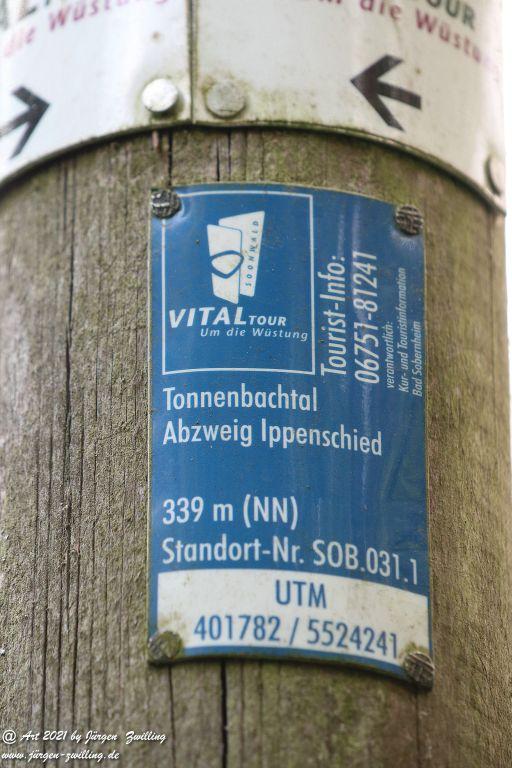 die Wüstung
um die Wüstung
SOONWALD
VITALTOUR
Um die Wüstung
Tourist-Info:
06751-81241
verantwortlich:
Kur- und Touristinformation
Bad Sobernheim
Tonnenbachtal
Abzweig Ippenschied
339 m (NN)
Standort-Nr. SOB.031.1
UTM
401782 / 5524241
@ Art 2021 by Jürgen Zwilling
www.jürgen-zwilling.de